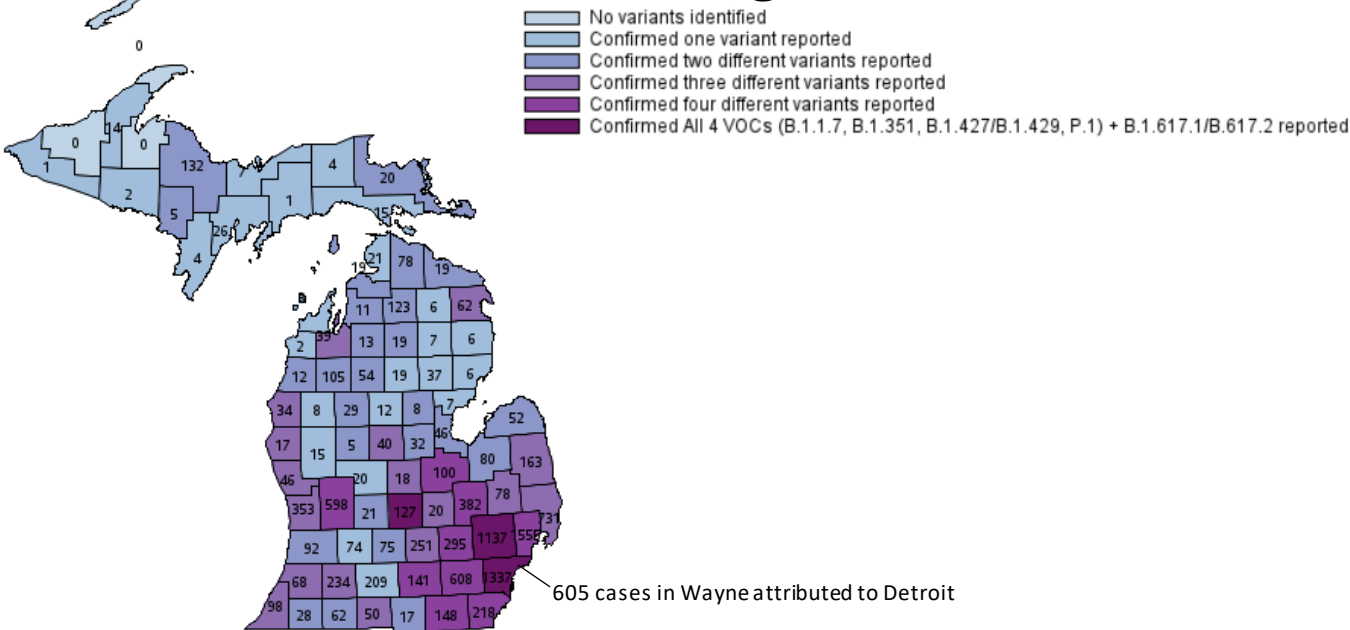 No variants identified
Confirmed one variant reported
Confirmed two different variants reported
Confirmed three different variants reported
Confirmed four different variants reported
Confirmed All 4 VOCs (B.1.1.7, B.1.351, B.1.427/B.1.429, P.1) + B.1.617.1/B.617.2 reported
0
14
0 0
1 132 7 4 20
2 1
5 15
26
4
21 78 19
19
11 123 6 62
39
2 13 19 7 6
12 105 54 19 37 6
34 8 29 12 8 7 52
17 15 5 40 32 46 80 163
46 20 18 100 78
353 598 21 127 20 382 731
92 74 75 251 295 1137
68 234 209 141 608 1337
605 cases in Wayne attributed to Detroit
98 28 62 50 17 148 218